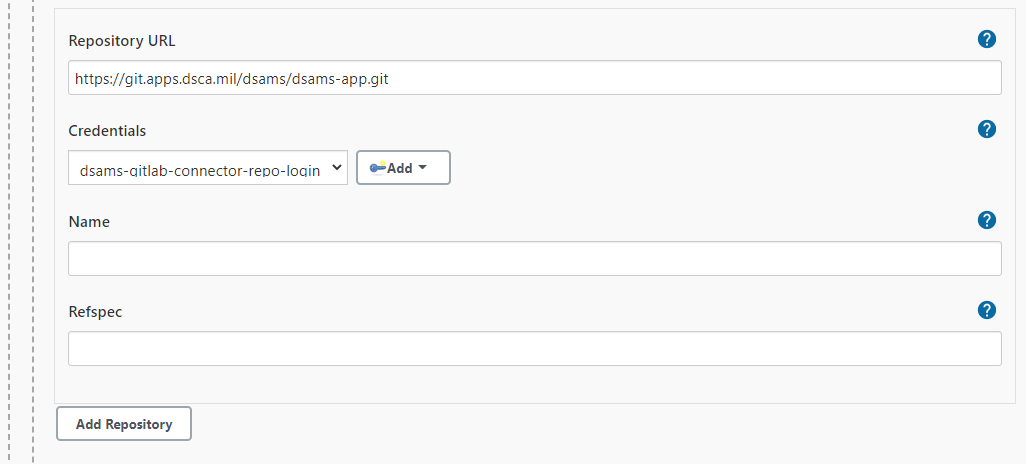 Repository URL
?
https://git.apps.dsca.mil/dsams/dsams-app.git
Credentials
?
dsams-gitlab-connector-repo-login
Add
Name
?
Refspec
?
Add Repository